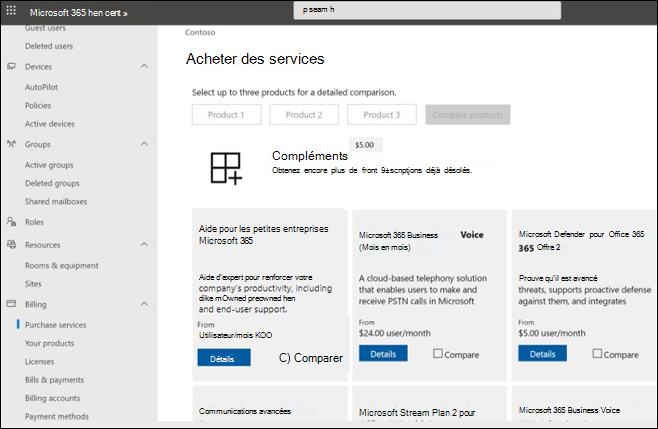 Microsoft 365 hen cent »
p seam h
Guest users
Deleted users
Devices
AutoPilot
Policies
Active devices
Groups
Active groups
Deleted groups
Shared mailboxes
Roles
Resources
Rooms & equipment
Sites
Billing
Purchase services
Your products
Licenses
Bills & payments
Billing accounts
Payment methods
Contoso
Acheter des services
Select up to three products for a detailed comparison.
Product 1
Product 2
Product 3
Compare products
$5.00
Compléments
Obtenez encore plus de front 9±scnptjons déjà désolés.
Aide pour les petites entreprises
Microsoft 365
Aide d'expert pour renforcer votre
company's productivity, including
dike mOwned preowned hen
and end-user support.
From
Utilisateur/mois KOO
Détails
C) Comparer
Microsoft 365 Business Voice
(Mois en mois)
A cloud-based telephony solution
that enables users to make and
receive PSTN calls in Microsoft
From
$24.00 user/month
Details
Compare
Microsoft Defender pour Office 365
365 Offre 2
Prouve qu'il est avancé
threats, supports proactive defense
against them, and integrates
From
$5.00 user/month
Details
Compare
Communications avancées
Microsoft Stream Plan 2 pour
Microsoft 365 Business Voice